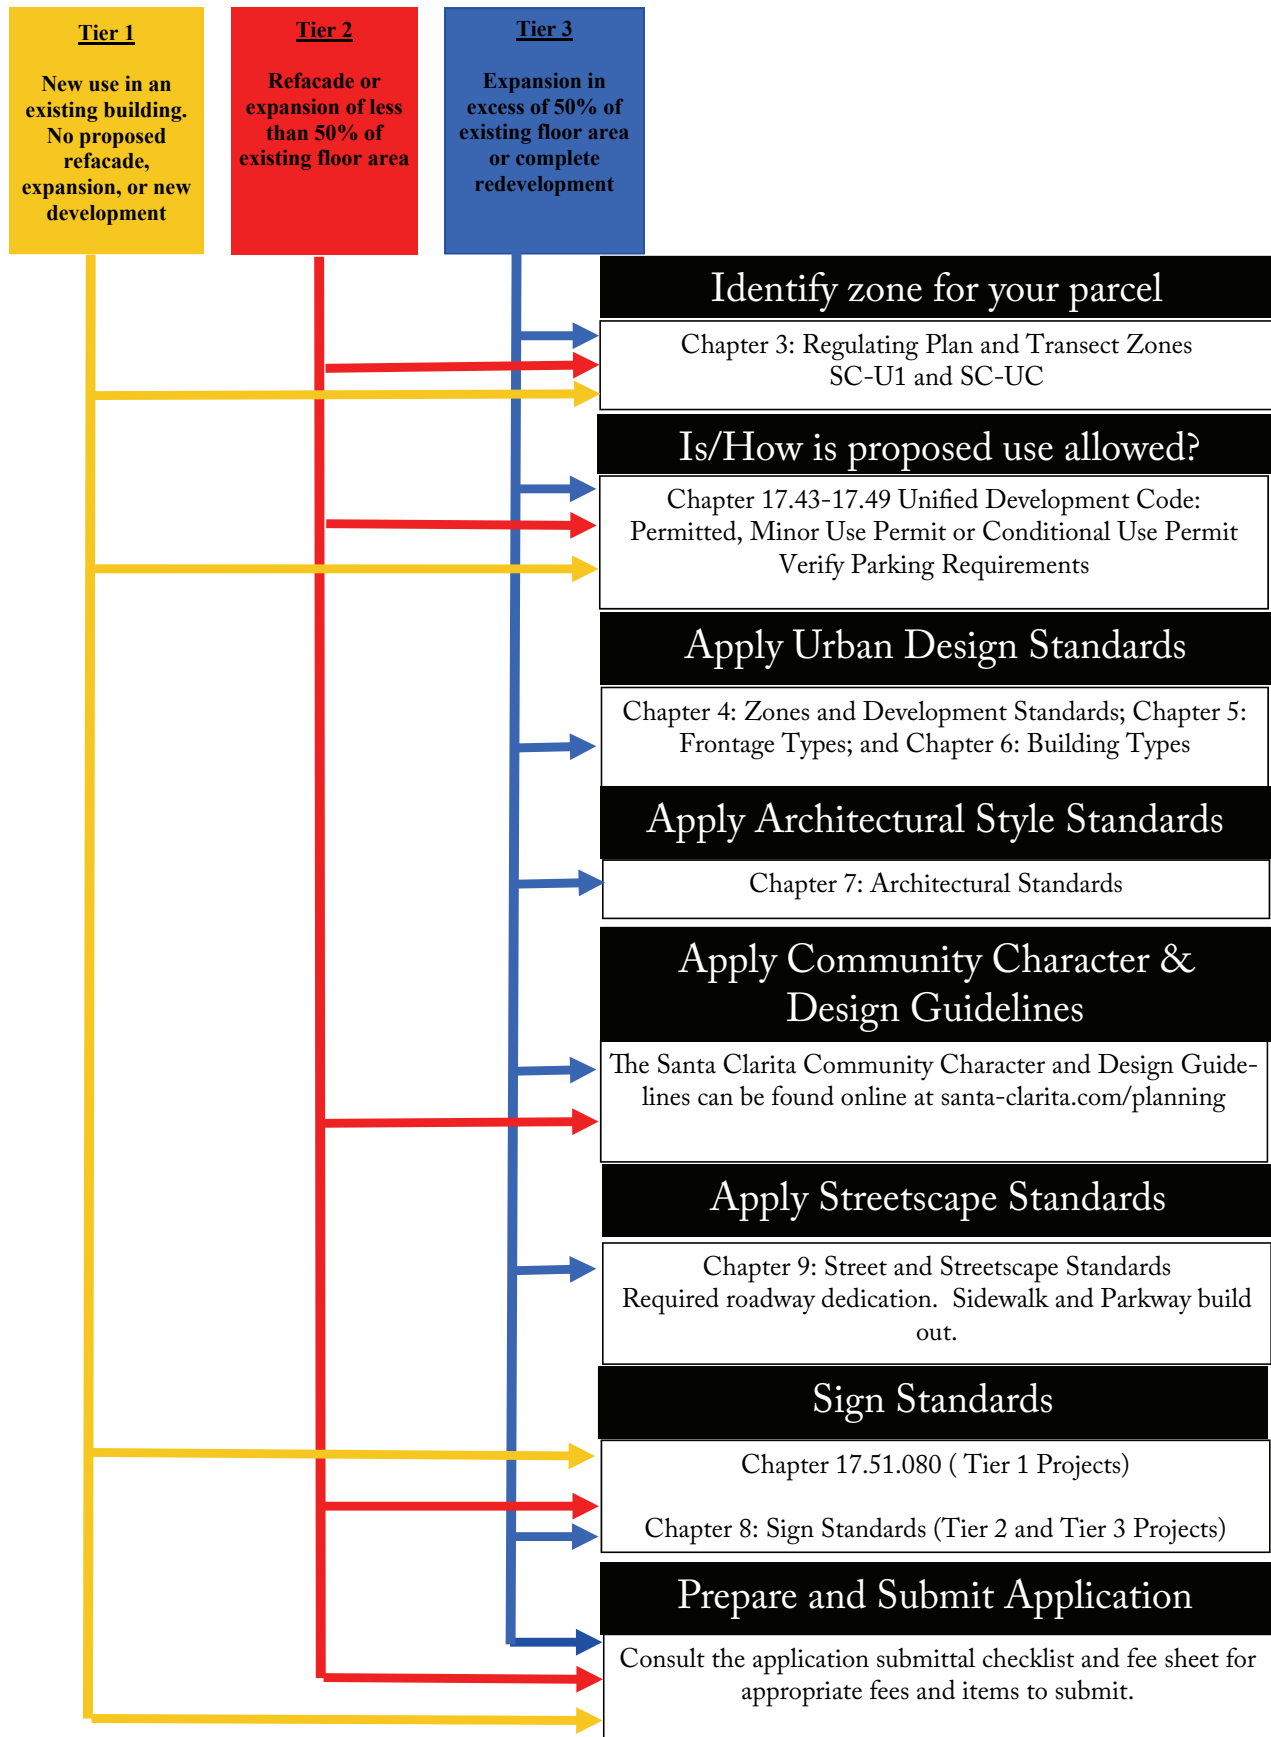 Tier 1
New use in an
existing building.
No proposed
refacade,
expansion, or new
development
Tier 2
Refacade or
expansion of less
than 50% of
existing floor area
Tier 3
Expansion in
excess of 50% of
existing floor area
or complete
redevelopment
Identify zone for your parcel
Chapter 3: Regulating Plan and Transect Zones
SC-U1 and SC-UC
Is/How is proposed use allowed?
Chapter 17.43-17.49 Unified Development Code:
Permitted, Minor Use Permit or Conditional Use Permit
Verify Parking Requirements
Apply Urban Design Standards
Chapter 4: Zones and Development Standards; Chapter 5:
Frontage Types; and Chapter 6: Building Types
Apply Architectural Style Standards
Chapter 7: Architectural Standards
Apply Community Character &
Design Guidelines
The Santa Clarita Community Character and Design Guide-
lines can be found online at santa-clarita.com/planning
Apply Streetscape Standards
Chapter 9: Street and Streetscape Standards
Required roadway dedication.  Sidewalk and Parkway build
out.
Sign Standards
Chapter 17.51.080 ( Tier 1 Projects)
Chapter 8: Sign Standards (Tier 2 and Tier 3 Projects)
Prepare and Submit Application
Consult the application submittal checklist and fee sheet for
appropriate fees and items to submit.